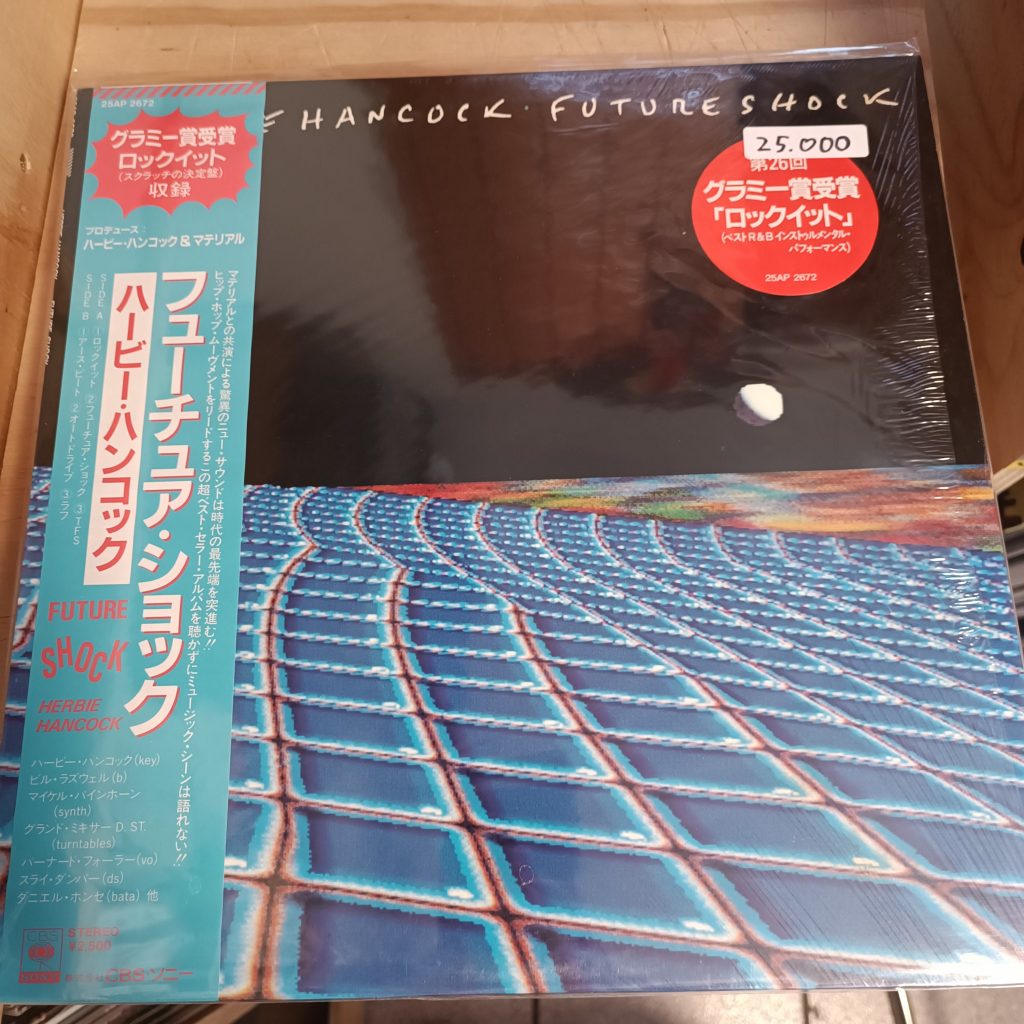 25AP 2672
グラミー賞受賞
ロックイット
(スクラッチの決定盤)
収録
プロデュース:
ハービー・ハンコック&マテリアル
マテリアルとの共演による驚異のニュー・サウンドは時代の最先端を突進む!!
ヒップ・ホップ・ムーヴメントをリードするこの超ベスト・セラー・アルバムを聴かずにミュージック・シーンは語れない!!
フューチュア・ショック
ハービー・ハンコック
SIDE A ①ロックイット ②フューチュア・ショック ③TFS
SIDE B ①アース・ビート ②オートドライブ ③ラフ
FUTURE
SHOCK
HERBIE
HANCOCK
ハービー・ハンコック(key)
ビル・ラズウェル(b)
マイケル・バインホーン
(synth)
グランド・ミキサー D. ST.
(turntables)
バーナード・フォーラー(vo)
スライ・ダンバー(ds)
ダニエル・ポンセ(bata) 他
CBS
SONY
STEREO
¥2,500
株式会社CBS・ソニー
HANCOCK・FUTURE SHOCK
25.000
第26回
グラミー賞受賞
「ロックイット」
(ベストR&Bインストゥルメンタル・
パフォーマンス)
25AP 2672